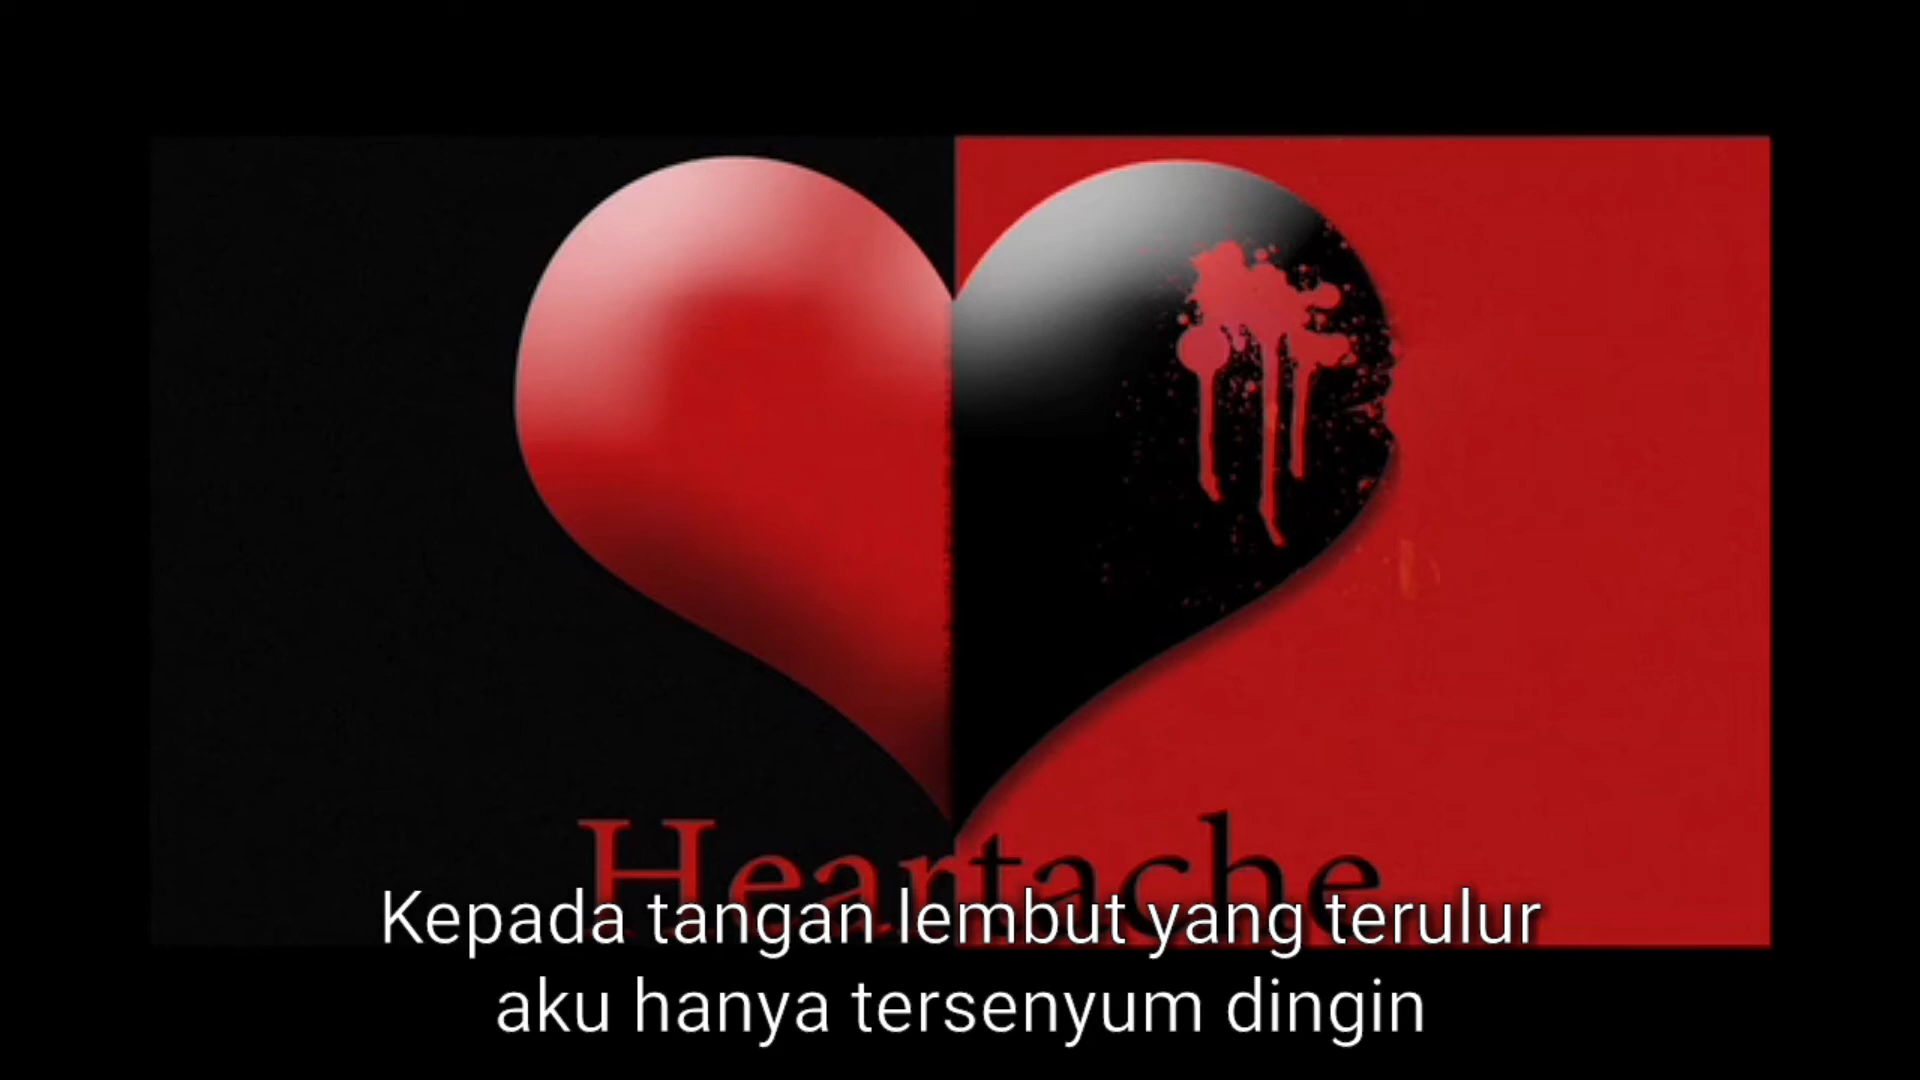 Heartache
Kepada tangan lembut yang terulur
aku hanya tersenyum dingin